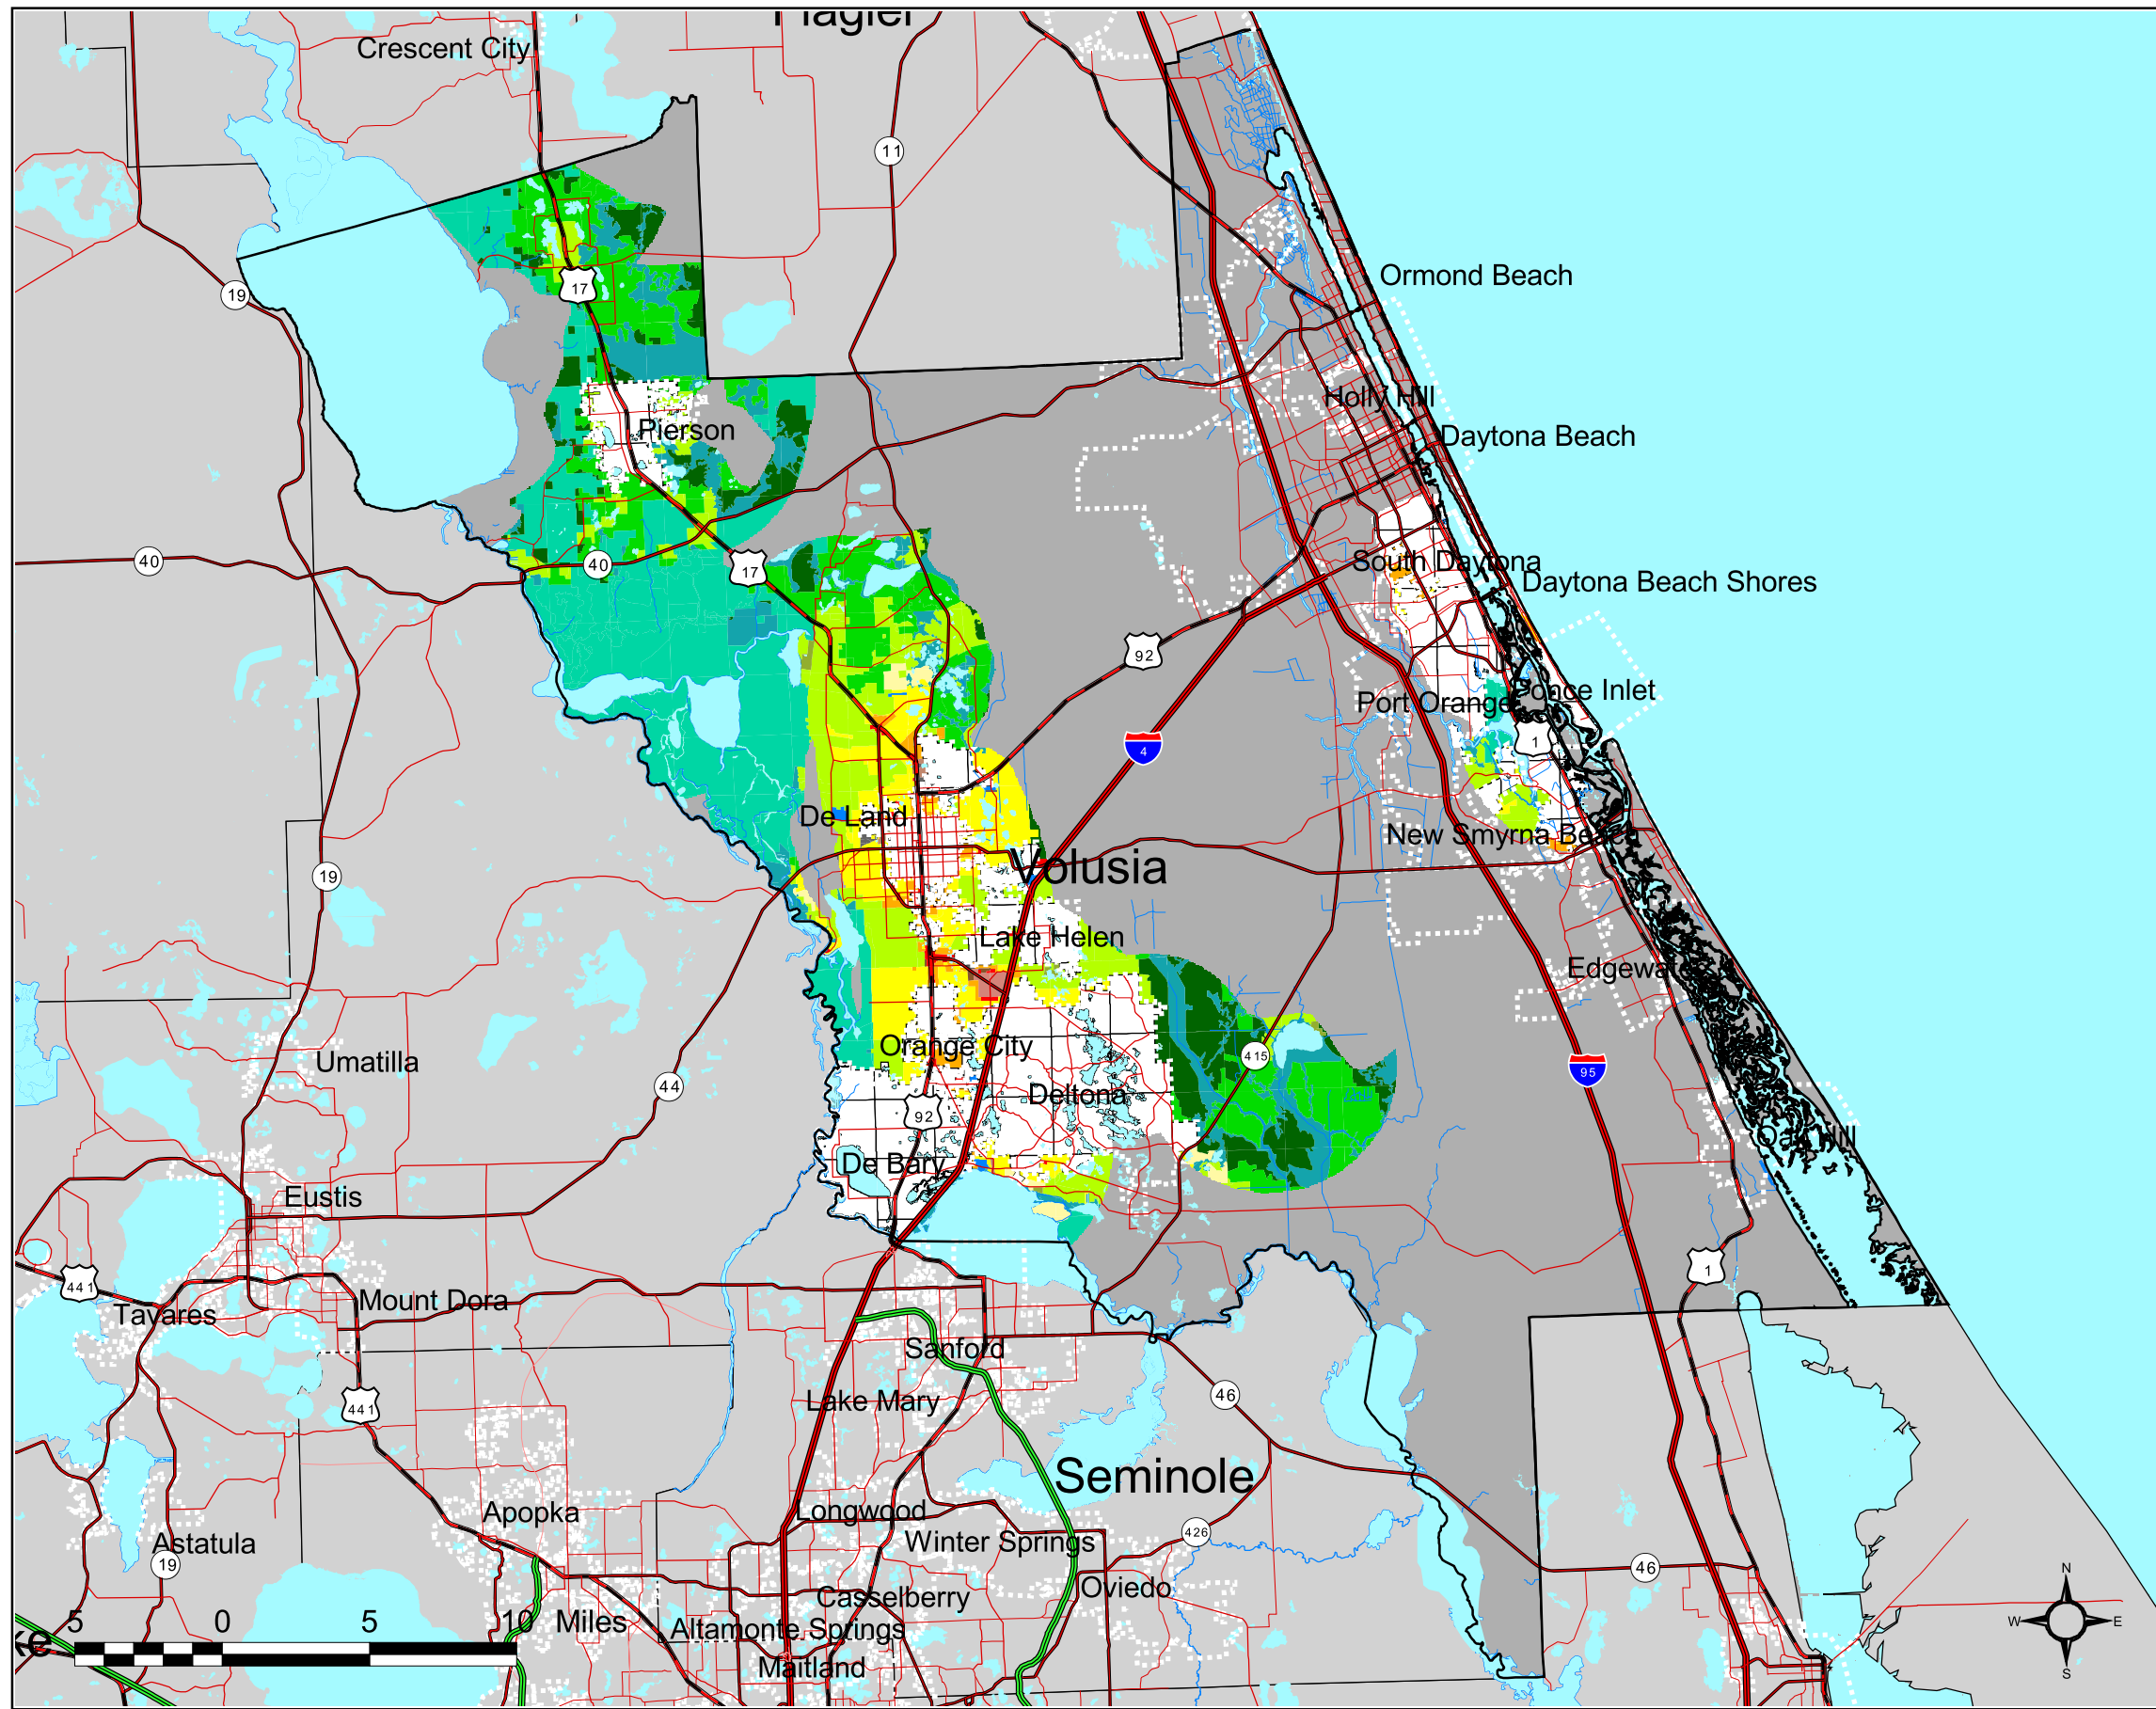 Flagler
Crescent City
11
19
17
Ormond Beach
Holly Hill
Pierson
Daytona Beach
40
40
17
South Daytona
Daytona Beach Shores
92
Ponce Inlet
Port Orange
1
4
De Land
New Smyrna Beach
Volusia
19
Lake Helen
Edgewater
Orange City
415
Umatilla
95
44
Deltona
92
Oak Hill
De Bary
Eustis
1
441
Mount Dora
Tavares
Sanford
46
Lake Mary
441
Seminole
Longwood
Apopka
426
Winter Springs
Astatula
19
46
Oviedo
Casselberry
5 0 5 10 Miles
Altamonte Springs
ke
Maitland
N
W E
S